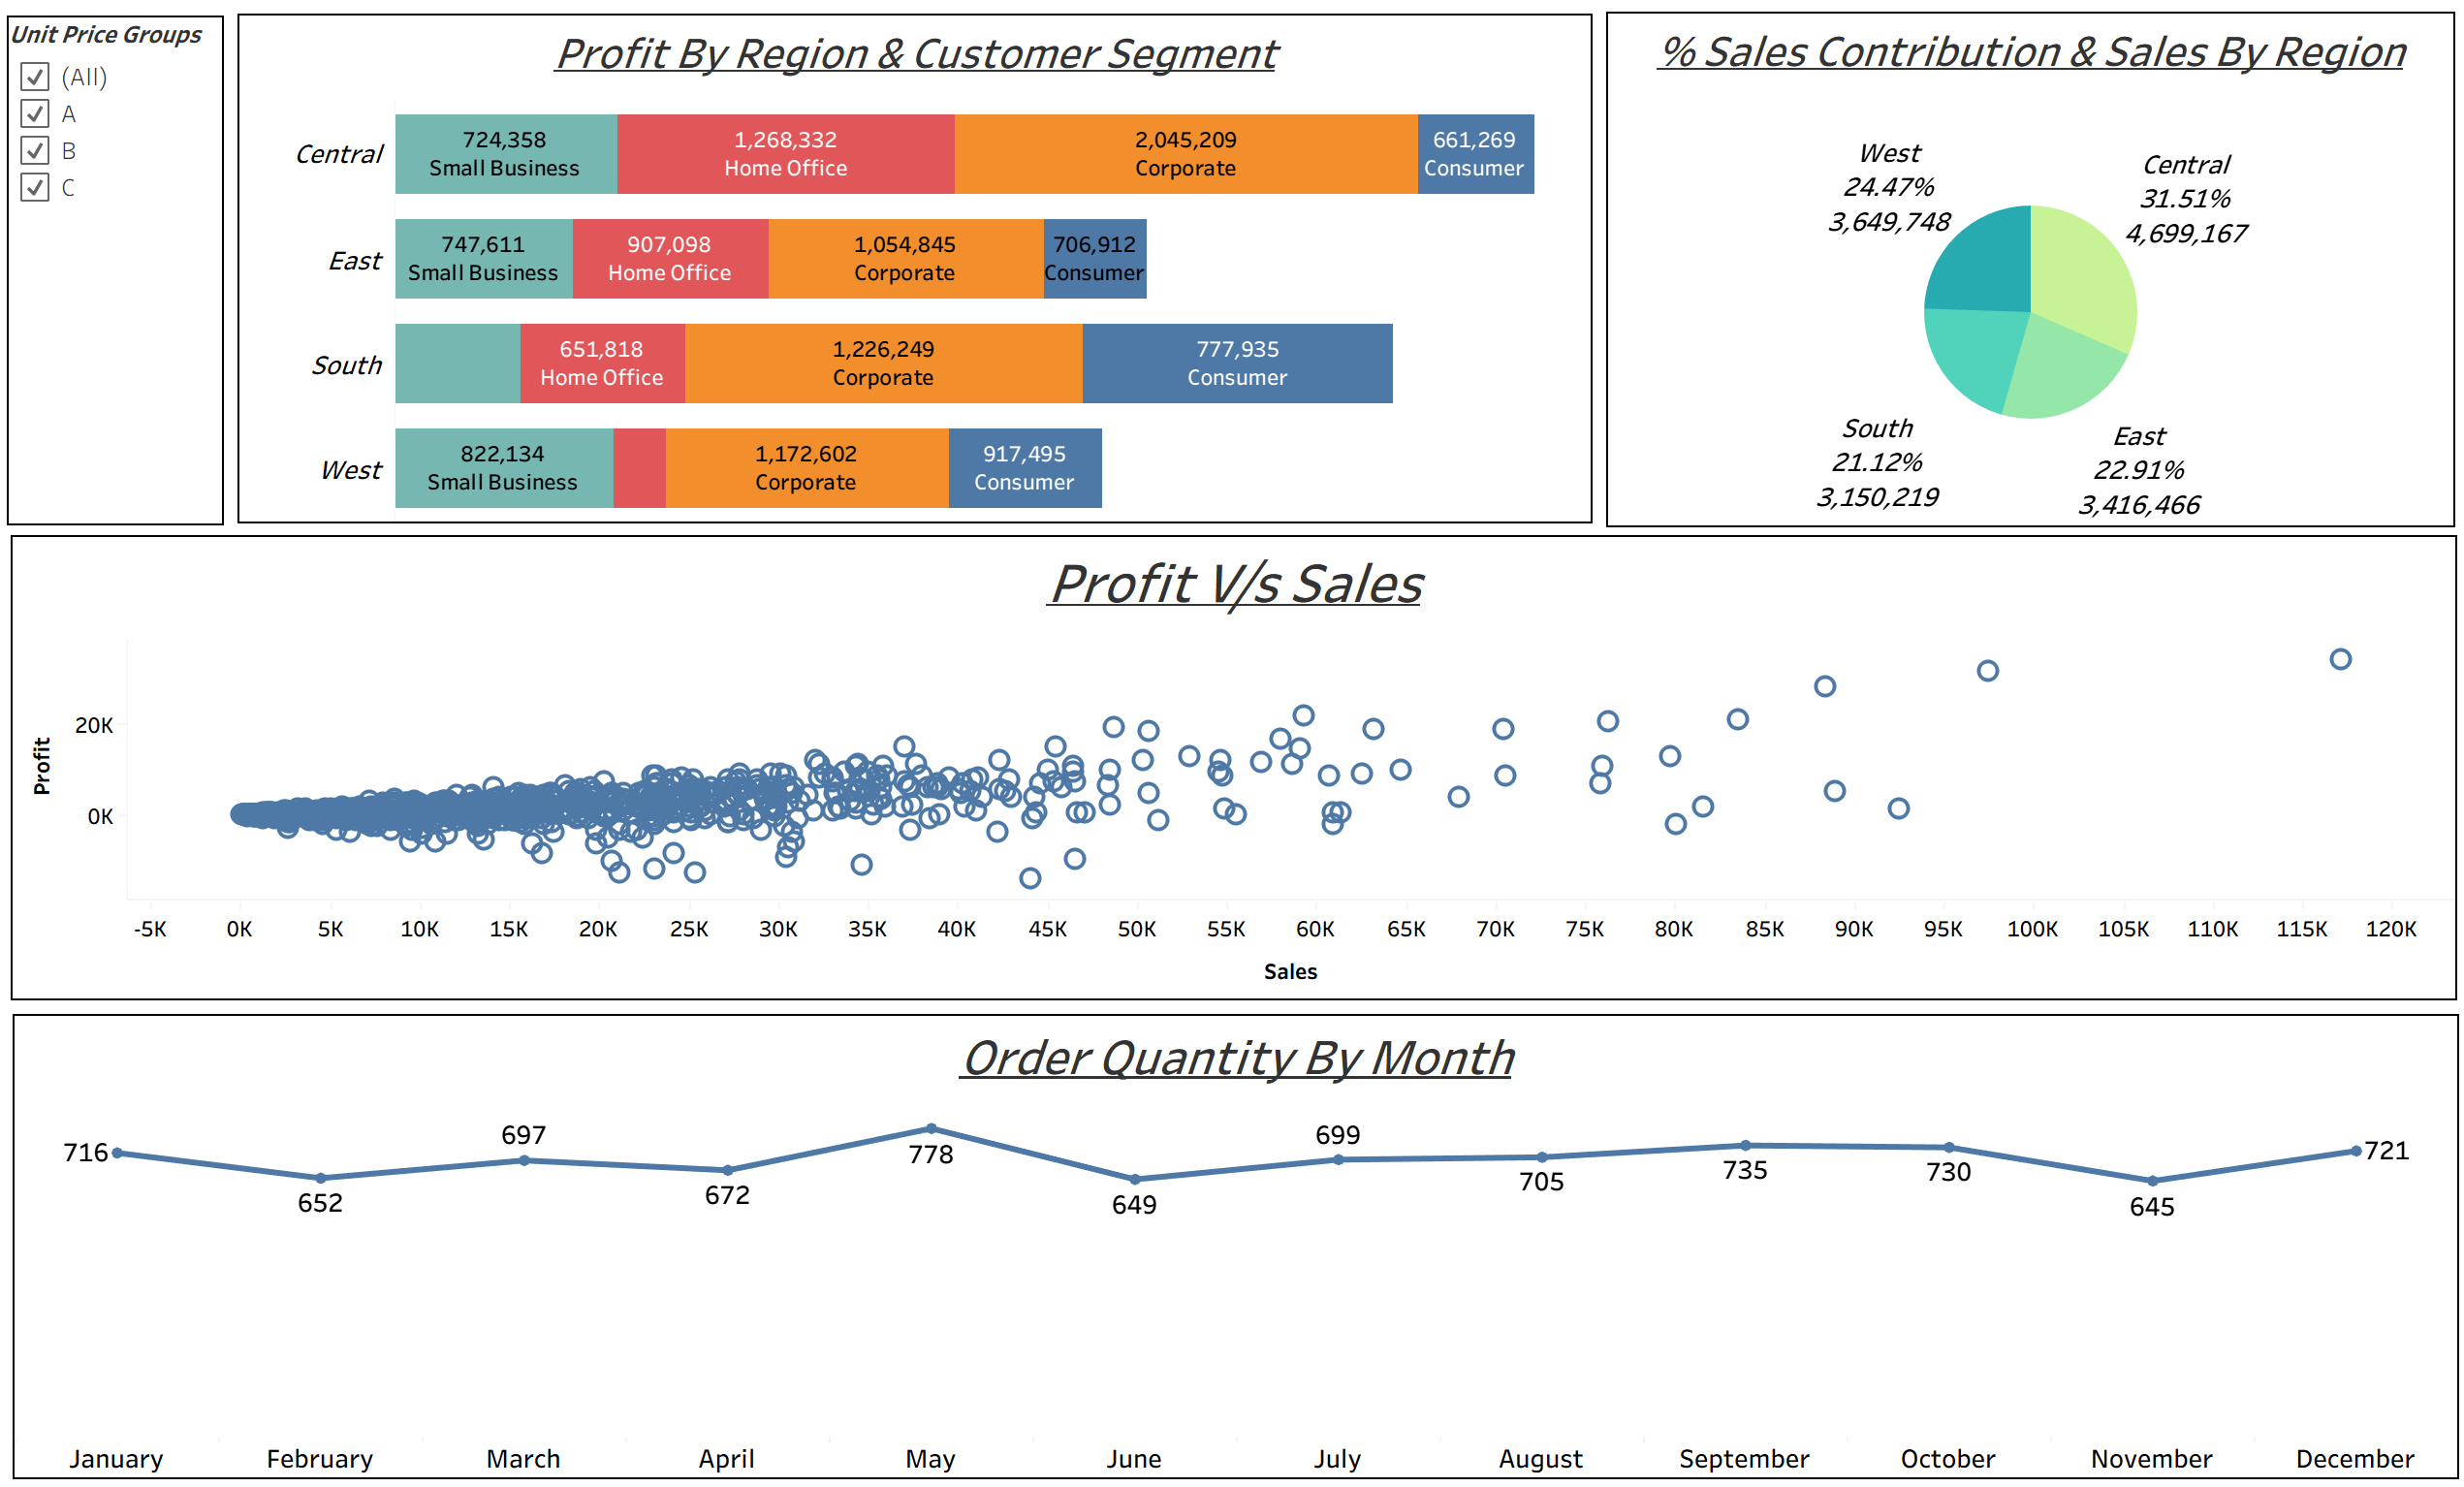 Unit Price Groups
(All)
A
B
C
Profit By Region & Customer Segment
Central
724,358
Small Business
1,268,332
Home Office
2,045,209
Corporate
661,269
Consumer
East
747,611
Small Business
907,098
Home Office
1,054,845
Corporate
706,912
Consumer
South
651,818
Home Office
1,226,249
Corporate
777,935
Consumer
West
822,134
Small Business
1,172,602
Corporate
917,495
Consumer
% Sales Contribution & Sales By Region
West
24.47%
3,649,748
Central
31.51%
4,699,167
South
21.12%
3,150,219
East
22.91%
3,416,466
Profit V/s Sales
Profit
20K
0K
-5K 0K 5K 10K 15K 20K 25K 30K 35K 40K 45K 50K 55K 60K 65K 70K 75K 80K 85K 90K 95K 100K 105K 110K 115K 120K
Sales
Order Quantity By Month
716 652 697 672 778 649 699 705 735 730 645 721
January February March April May June July August September October November December